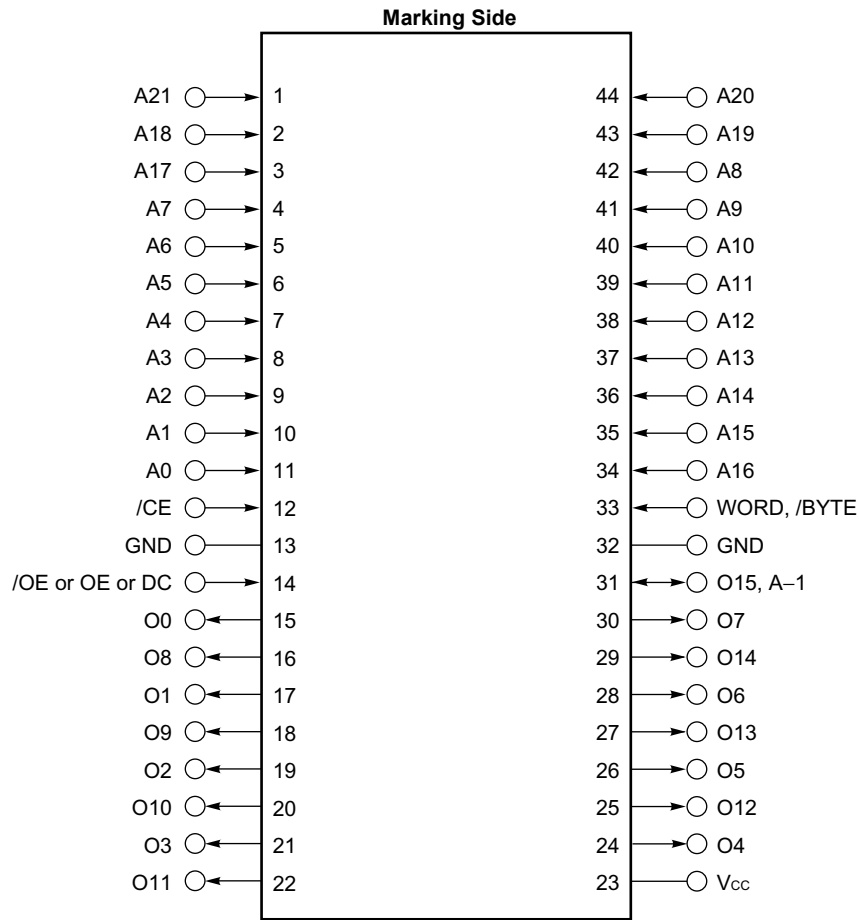 Marking Side
A21 1 44 A20
A18 2 43 A19
A17 3 42 A8
A7 4 41 A9
A6 5 40 A10
A5 6 39 A11
A4 7 38 A12
A3 8 37 A13
A2 9 36 A14
A1 10 35 A15
A0 11 34 A16
/CE 12 33 WORD, /BYTE
GND 13 32 GND
/OE or OE or DC 14 31 O15, A−1
O0 15 30 O7
O8 16 29 O14
O1 17 28 O6
O9 18 27 O13
O2 19 26 O5
O10 20 25 O12
O3 21 24 O4
O11 22 23 Vcc